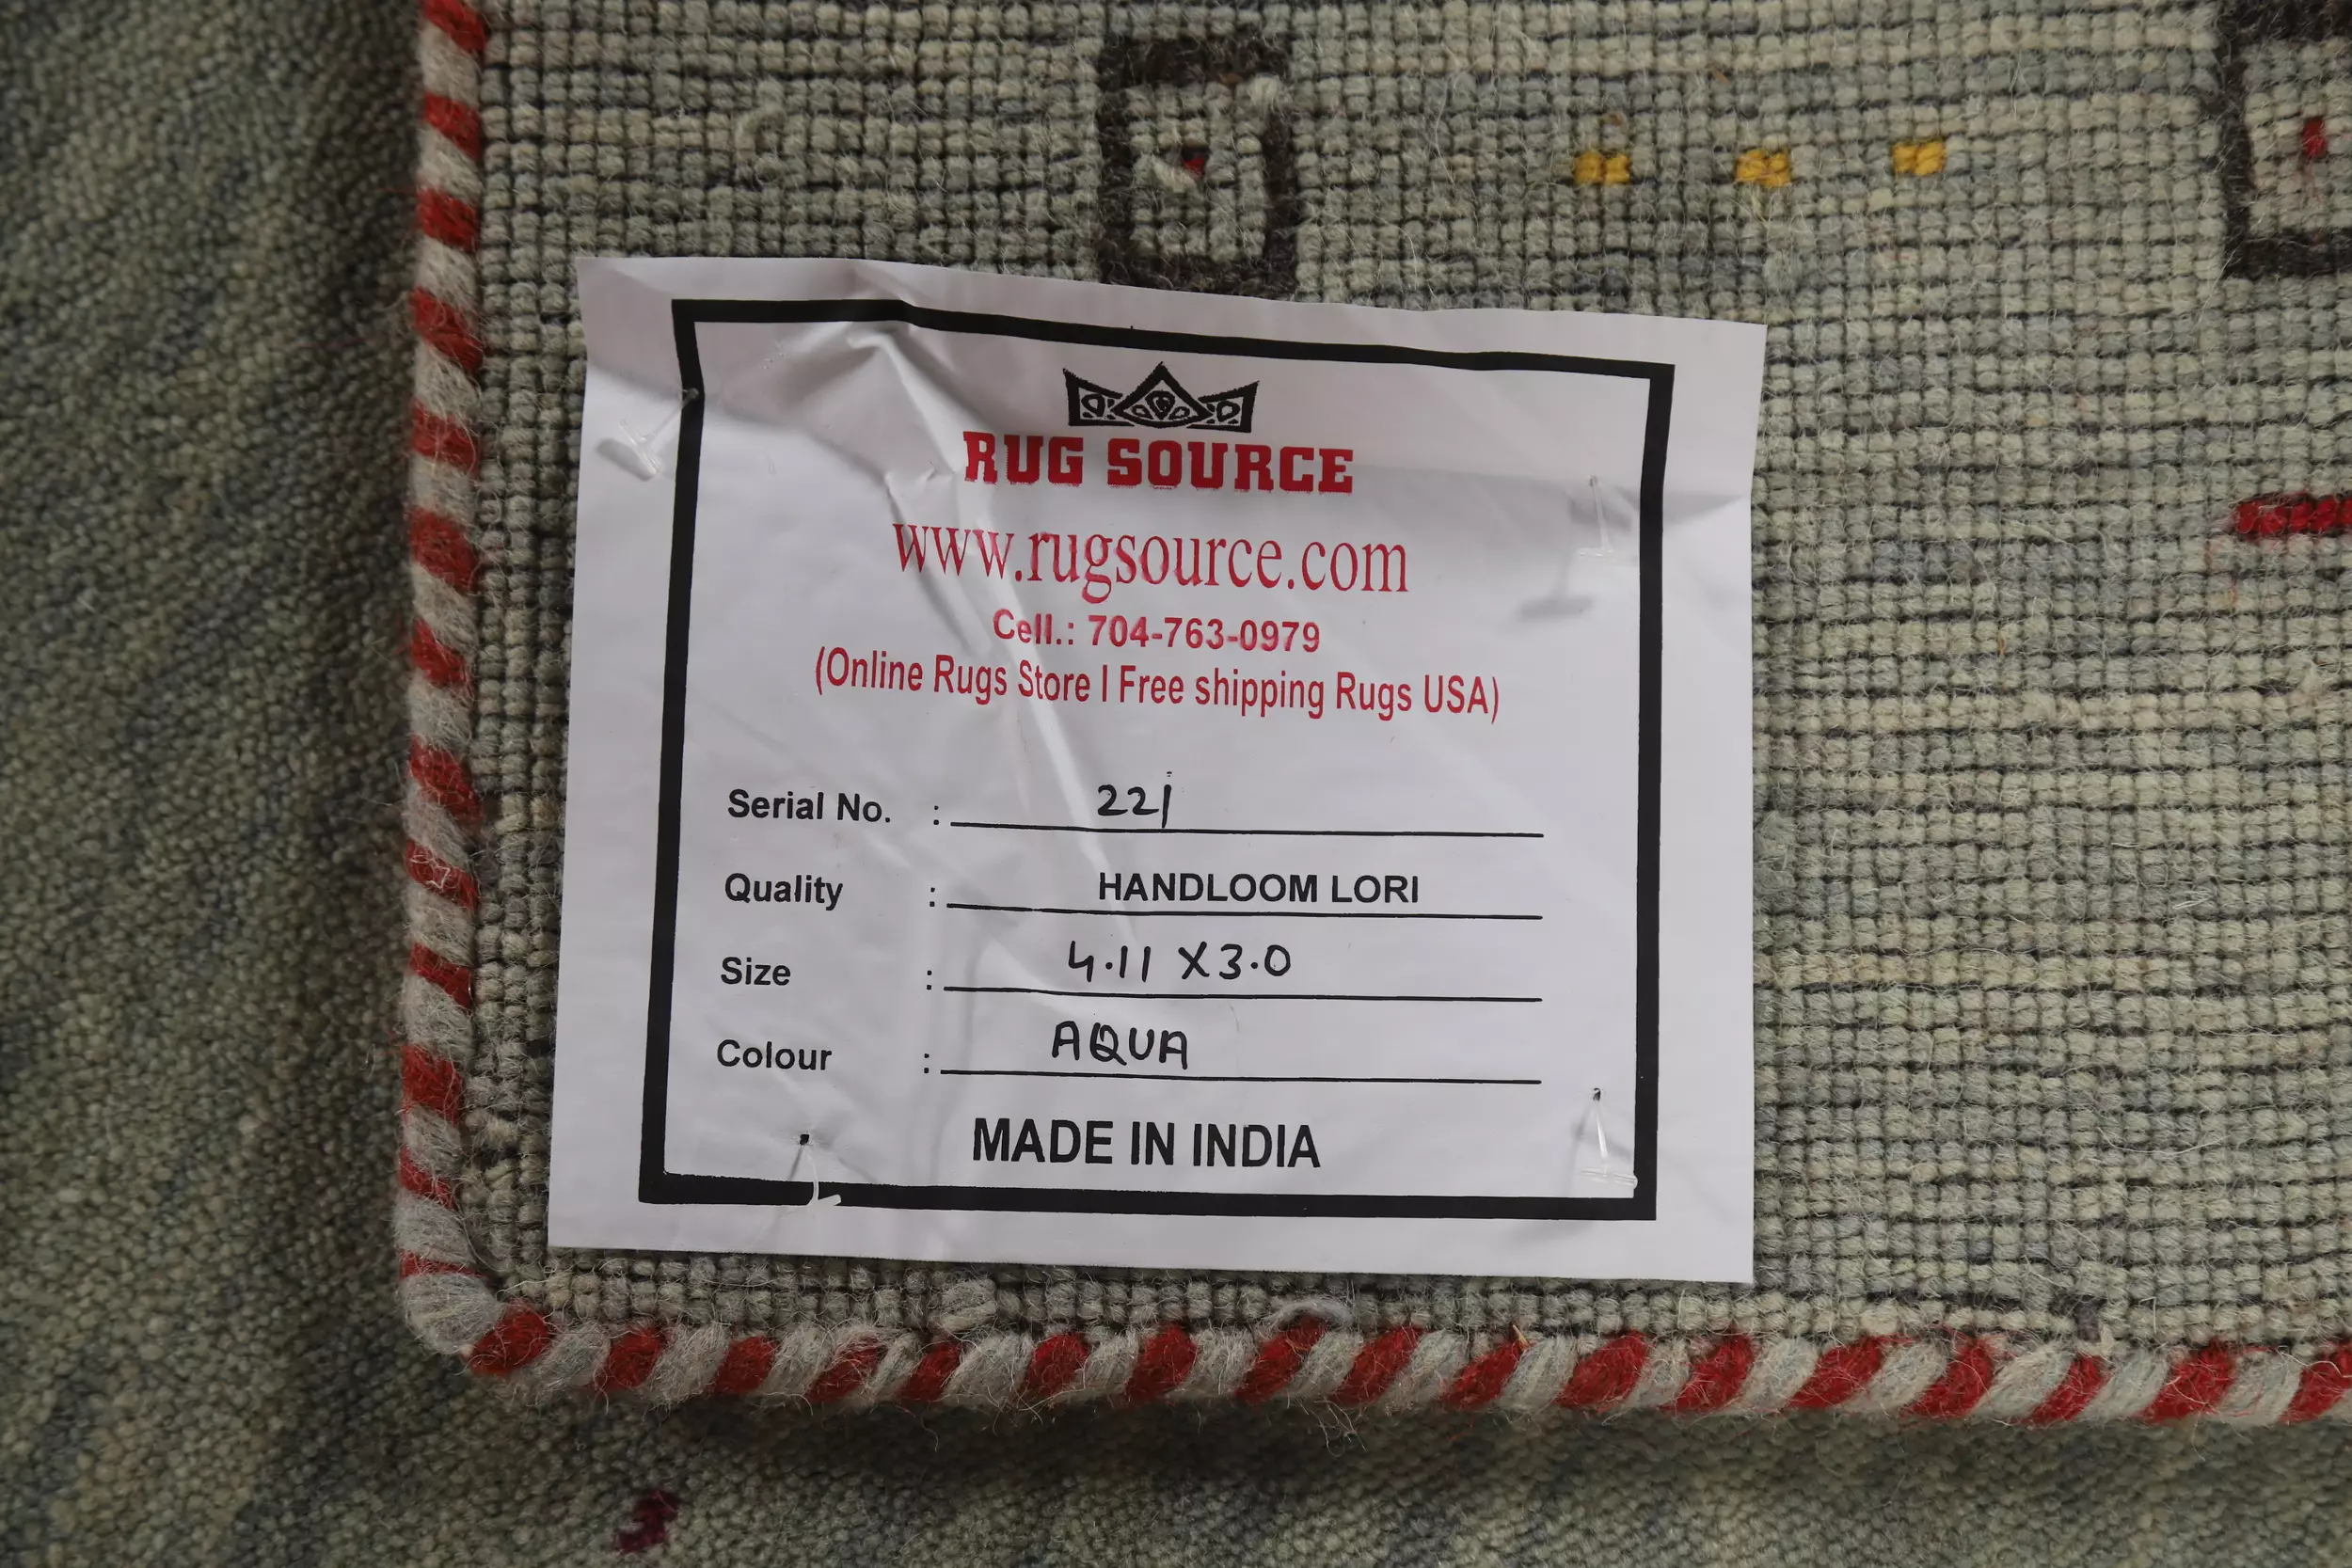 RUG SOURCE
www.rugsource.com
Cell.: 704-763-0979
(Online Rugs Store I Free shipping Rugs USA)
Serial No. : 221
Quality : HANDLOOM LORI
Size : 4.11 X 3.0
Colour : AQUA
MADE IN INDIA